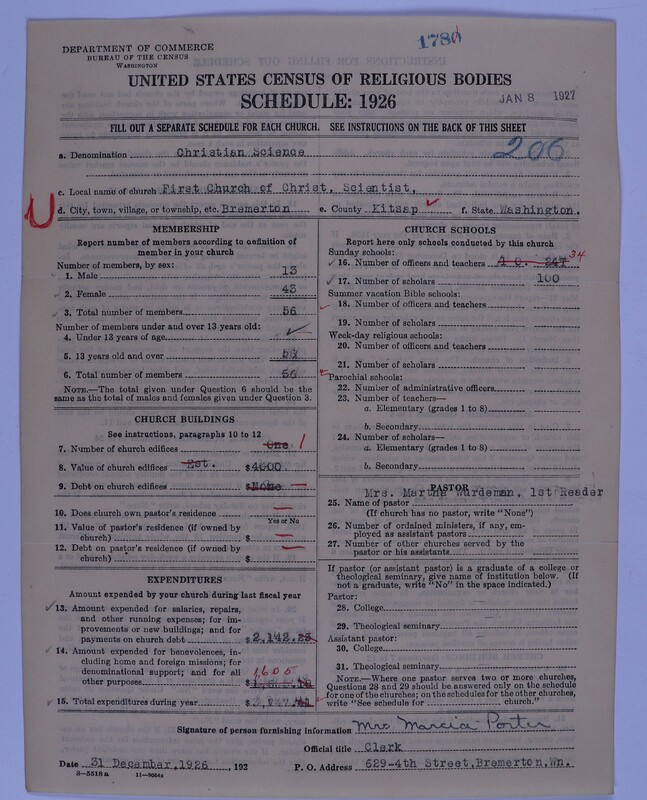 1780
DEPARTMENT OF COMMERCE
BUREAU OF THE CENSUS
WASHINGTON
UNITED STATES CENSUS OF RELIGIOUS BODIES
SCHEDULE: 1926
JAN 8 1927
FILL OUT A SEPARATE SCHEDULE FOR EACH CHURCH. SEE INSTRUCTIONS ON THE BACK OF THIS SHEET
a. Denomination Christian Science 206
c. Local name of church First Church of Christ, Scientist,
d. City, town, village, or township, etc. Bremerton e. County Kitsap f. State Washington.
MEMBERSHIP
Report number of members according to definition of
member in your church
Number of members, by sex:
1. Male 13
2. Female 43
3. Total number of members 56
Number of members under and over 13 years old:
4. Under 13 years of age
5. 13 years old and over
6. Total number of members 56
NOTE.—The total given under Question 6 should be
same as the total of males and females given under Question 3.
CHURCH BUILDINGS
See instructions, paragraphs 10 to 12
7. Number of church edifices One 1
8. Value of church edifices Est. $4000.
9. Debt on church edifices $None
10. Does church own pastor's residence
Yes or No
11. Value of pastor's residence (if owned by
church) $
12. Debt on pastor's residence (if owned by
church) $
EXPENDITURES
Amount expended by your church during last fiscal year
13. Amount expended for salaries, repairs,
and other running expenses; for im-
provements or new buildings; and for
payments on church debt $2,142.
14. Amount expended for benevolences, in-
cluding home and foreign missions; for
denominational support; and for all
other purposes 1605 $
15. Total expenditures during year $
CHURCH SCHOOLS
Report here only schools conducted by this church
Sunday schools:
16. Number of officers and teachers 34
17. Number of scholars 100
Summer vacation Bible schools:
18. Number of officers and teachers
19. Number of scholars
Week-day religious schools:
20. Number of officers and teachers
21. Number of scholars
Parochial schools:
22. Number of administrative officers
23. Number of teachers—
a. Elementary (grades 1 to 8)
b. Secondary
24. Number of scholars—
a. Elementary (grades 1 to 8)
b. Secondary
PASTOR
Mrs. Martha Wurdeman, 1st Reader
25. Name of pastor
(If church has no pastor, write "None")
26. Number of ordained ministers, if any, em-
ployed as assistant pastors
27. Number of other churches served by the
pastor or his assistants
If pastor (or assistant pastor) is a graduate of a college or
theological seminary, give name of institution below. (If
not a graduate, write "No" in the space indicated.)
Pastor:
28. College
29. Theological seminary
Assistant pastor:
30. College
31. Theological seminary
NOTE.—Where one pastor serves two or more churches,
Questions 28 and 29 should be answered only on the schedule
for one of the churches; on the schedules for the other churches,
write "See schedule for church."
Signature of person furnishing information Mrs Marcia Porter
Official title Clerk
Date 31 December, 1926, 192 P. O. Address 629-4th Street, Bremerton, Wn.
8-5518a 11-9054a